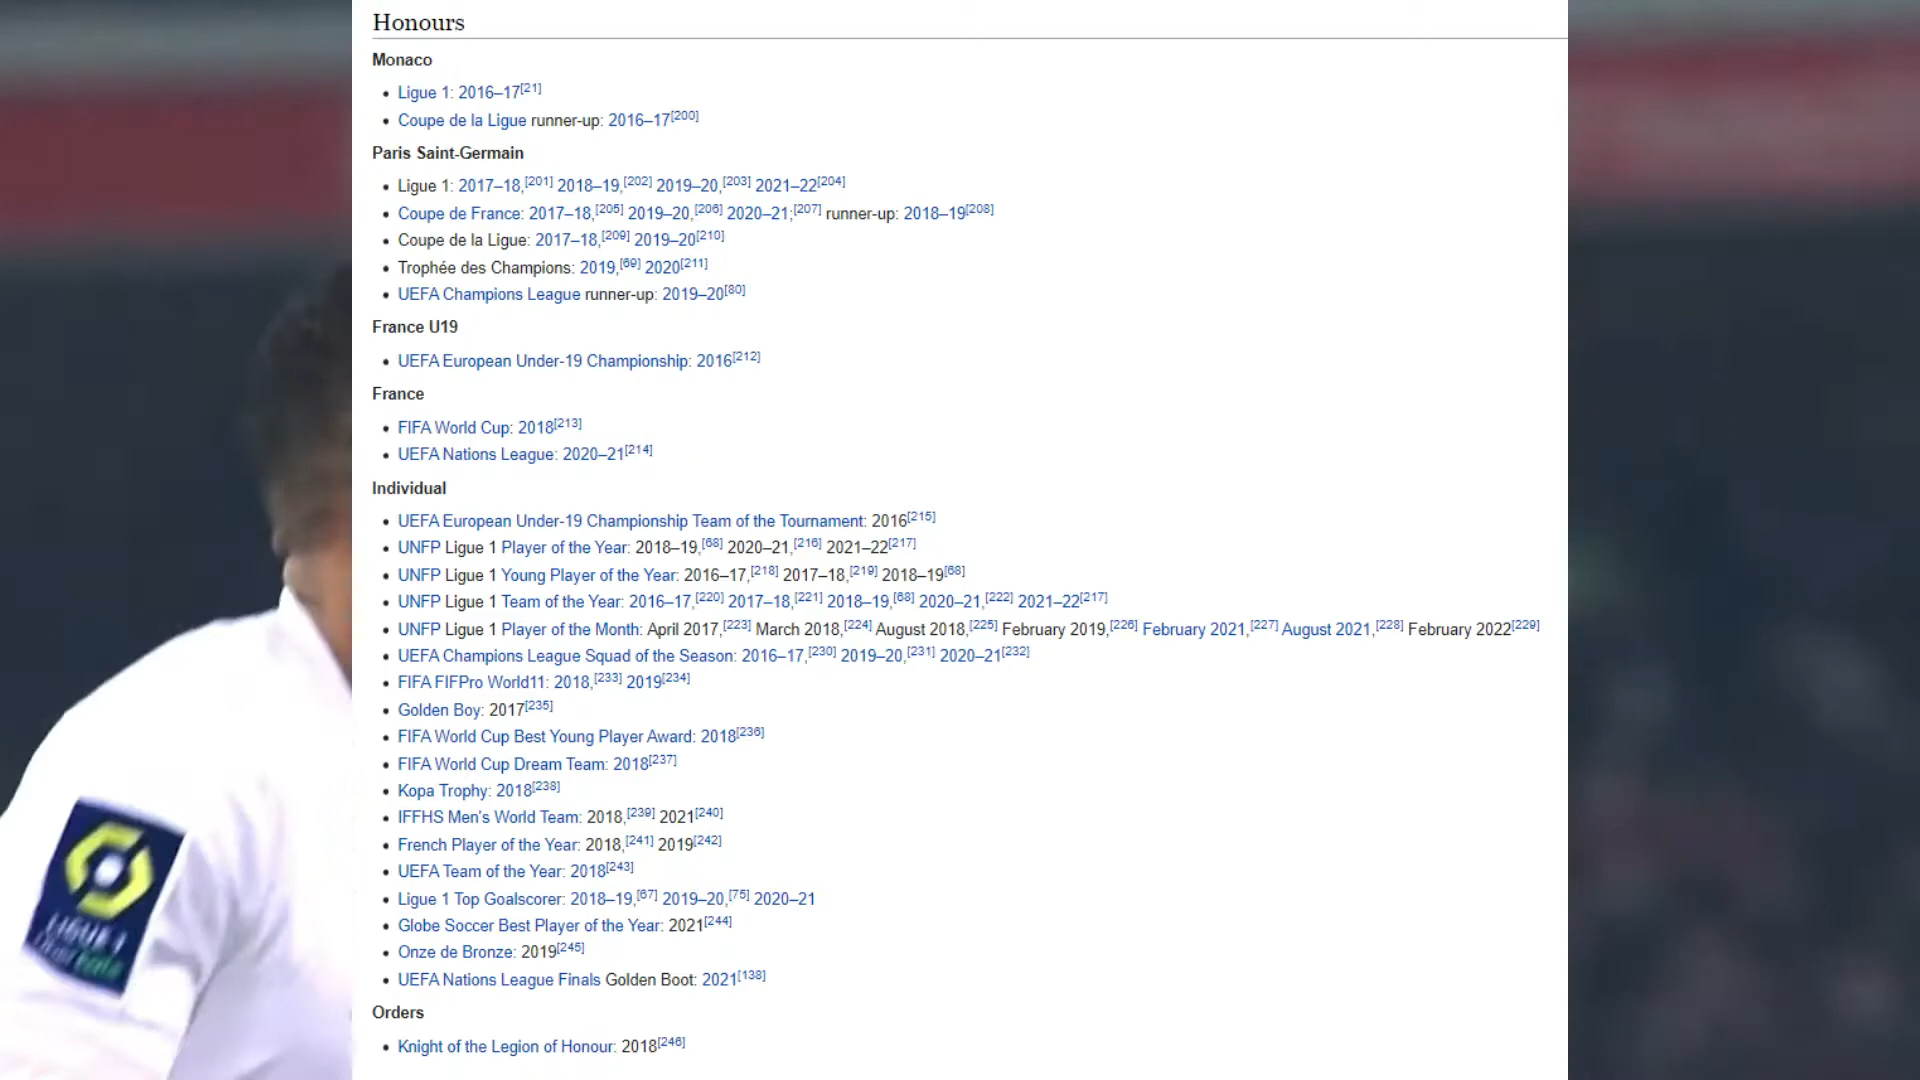 Honours
Monaco
Ligue 1: 2016–17[21]
Coupe de la Ligue runner-up: 2016–17[200]
Paris Saint-Germain
Ligue 1: 2017–18,[201] 2018–19,[202] 2019–20,[203] 2021–22[204]
Coupe de France: 2017–18,[205] 2019–20,[206] 2020–21;[207] runner-up: 2018–19[208]
Coupe de la Ligue: 2017–18,[209] 2019–20[210]
Trophée des Champions: 2019,[69] 2020[211]
UEFA Champions League runner-up: 2019–20[80]
France U19
UEFA European Under-19 Championship: 2016[212]
France
FIFA World Cup: 2018[213]
UEFA Nations League: 2020–21[214]
Individual
UEFA European Under-19 Championship Team of the Tournament: 2016[215]
UNFP Ligue 1 Player of the Year: 2018–19,[68] 2020–21,[216] 2021–22[217]
UNFP Ligue 1 Young Player of the Year: 2016–17,[218] 2017–18,[219] 2018–19[68]
UNFP Ligue 1 Team of the Year: 2016–17,[220] 2017–18,[221] 2018–19,[68] 2020–21,[222] 2021–22[217]
UNFP Ligue 1 Player of the Month: April 2017,[223] March 2018,[224] August 2018,[225] February 2019,[226] February 2021,[227] August 2021,[228] February 2022[229]
UEFA Champions League Squad of the Season: 2016–17,[230] 2019–20,[231] 2020–21[232]
FIFA FIFPro World11: 2018,[233] 2019[234]
Golden Boy: 2017[235]
FIFA World Cup Best Young Player Award: 2018[236]
FIFA World Cup Dream Team: 2018[237]
Kopa Trophy: 2018[238]
IFFHS Men's World Team: 2018,[239] 2021[240]
French Player of the Year: 2018,[241] 2019[242]
UEFA Team of the Year: 2018[243]
Ligue 1 Top Goalscorer: 2018–19,[67] 2019–20,[75] 2020–21
Globe Soccer Best Player of the Year: 2021[244]
Onze de Bronze: 2019[245]
UEFA Nations League Finals Golden Boot: 2021[138]
Orders
Knight of the Legion of Honour: 2018[246]
LIGUE 1